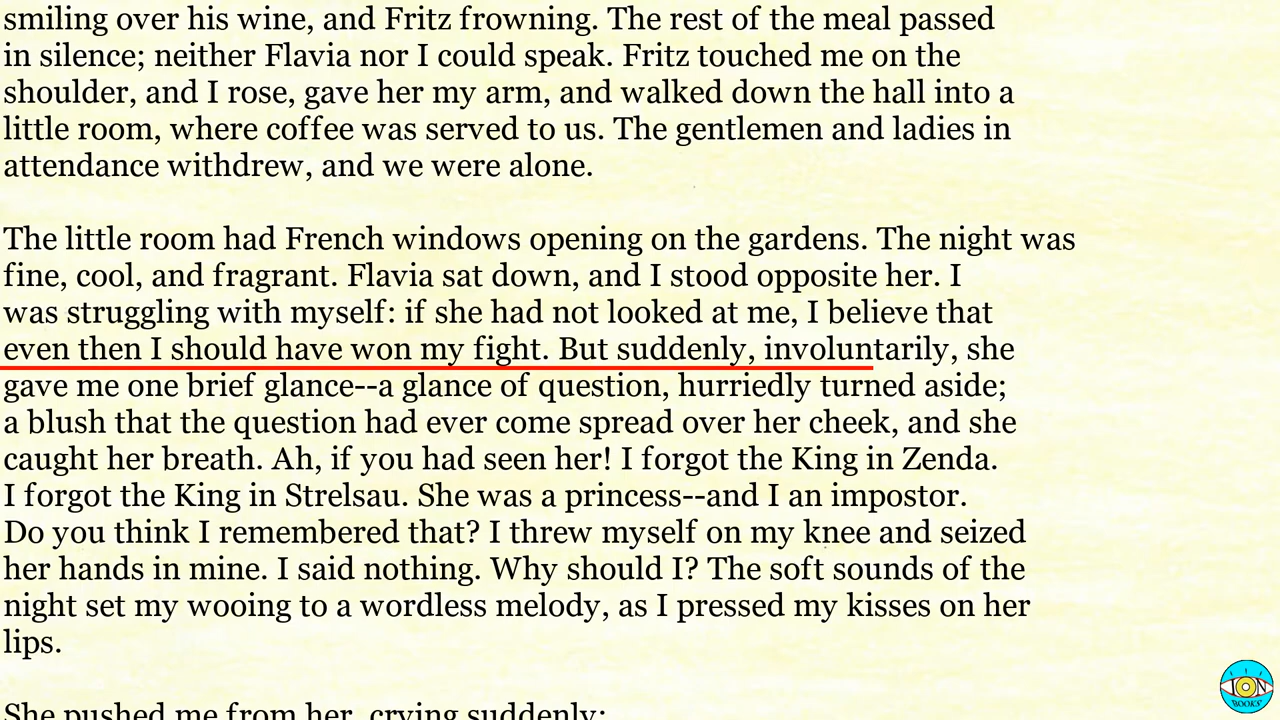 smiling over his wine, and Fritz frowning. The rest of the meal passed
in silence; neither Flavia nor I could speak. Fritz touched me on the
shoulder, and I rose, gave her my arm, and walked down the hall into a
little room, where coffee was served to us. The gentlemen and ladies in
attendance withdrew, and we were alone.
The little room had French windows opening on the gardens. The night was
fine, cool, and fragrant. Flavia sat down, and I stood opposite her. I
was struggling with myself: if she had not looked at me, I believe that
even then I should have won my fight. But suddenly, involuntarily, she
gave me one brief glance--a glance of question, hurriedly turned aside;
a blush that the question had ever come spread over her cheek, and she
caught her breath. Ah, if you had seen her! I forgot the King in Zenda.
I forgot the King in Strelsau. She was a princess--and I an impostor.
Do you think I remembered that? I threw myself on my knee and seized
her hands in mine. I said nothing. Why should I? The soft sounds of the
night set my wooing to a wordless melody, as I pressed my kisses on her
lips.
She pushed me from her, crying suddenly:
ION
BOOKS